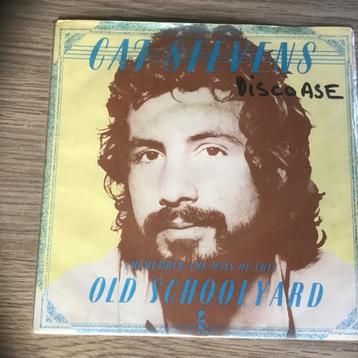 CAT STEVENS
DISCOASE
(REMEMBER THE DAYS OF THE)
OLD SCHOOLYARD